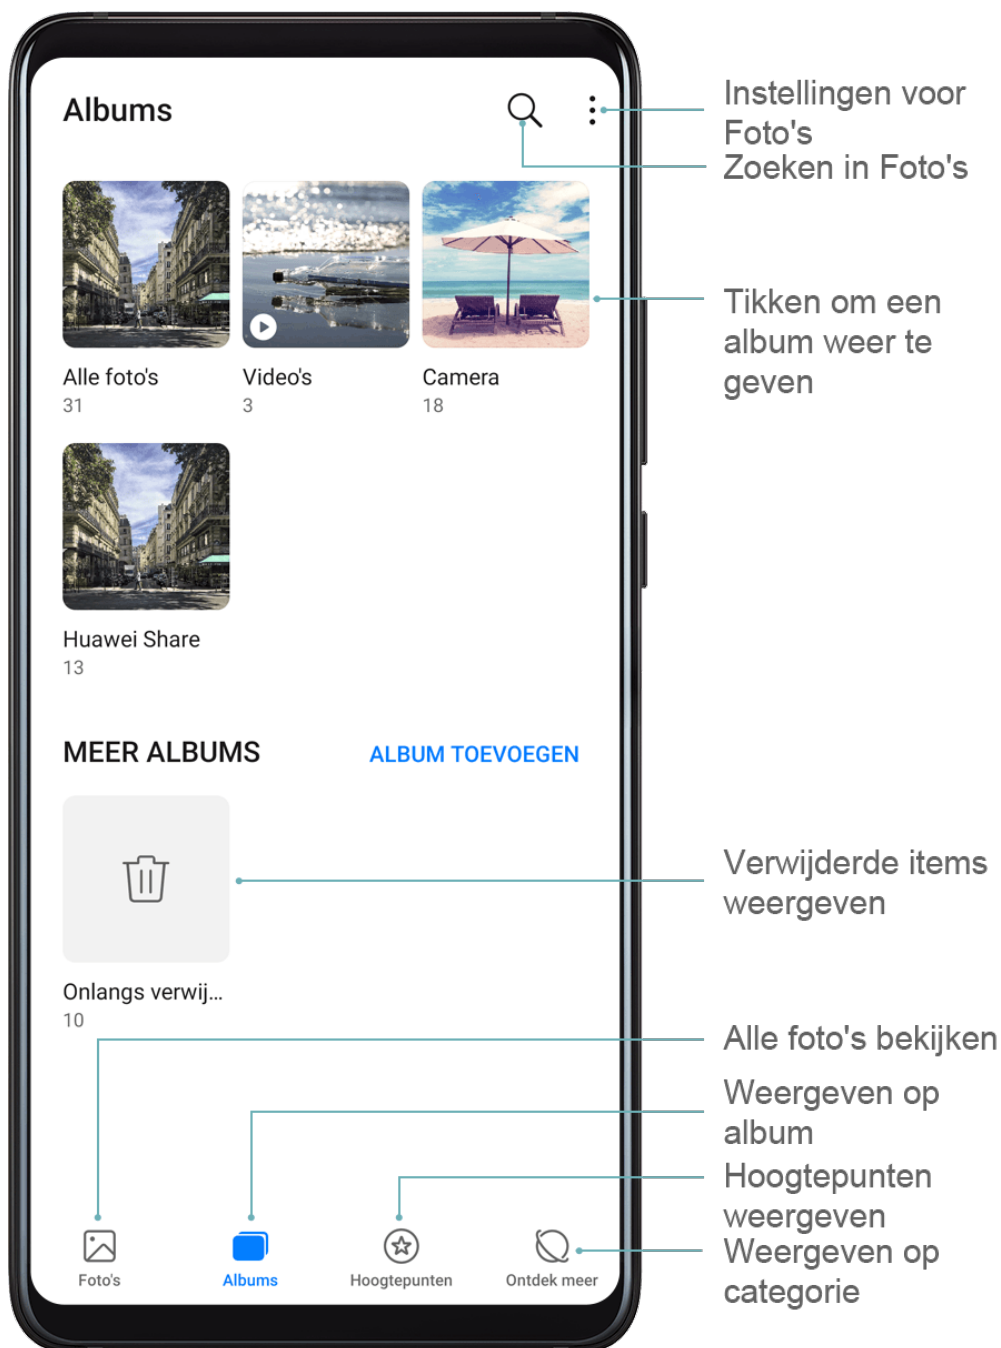 Albums
Instellingen voor
Foto's
Zoeken in Foto's
Tikken om een
album weer te
geven
Alle foto's
31
Video's
3
Camera
18
Huawei Share
13
MEER ALBUMS
ALBUM TOEVOEGEN
Verwijderde items
weergeven
Onlangs verwij...
10
Alle foto's bekijken
Weergeven op
album
Hoogtepunten
weergeven
Weergeven op
categorie
Foto's
Albums
Hoogtepunten
Ontdek meer